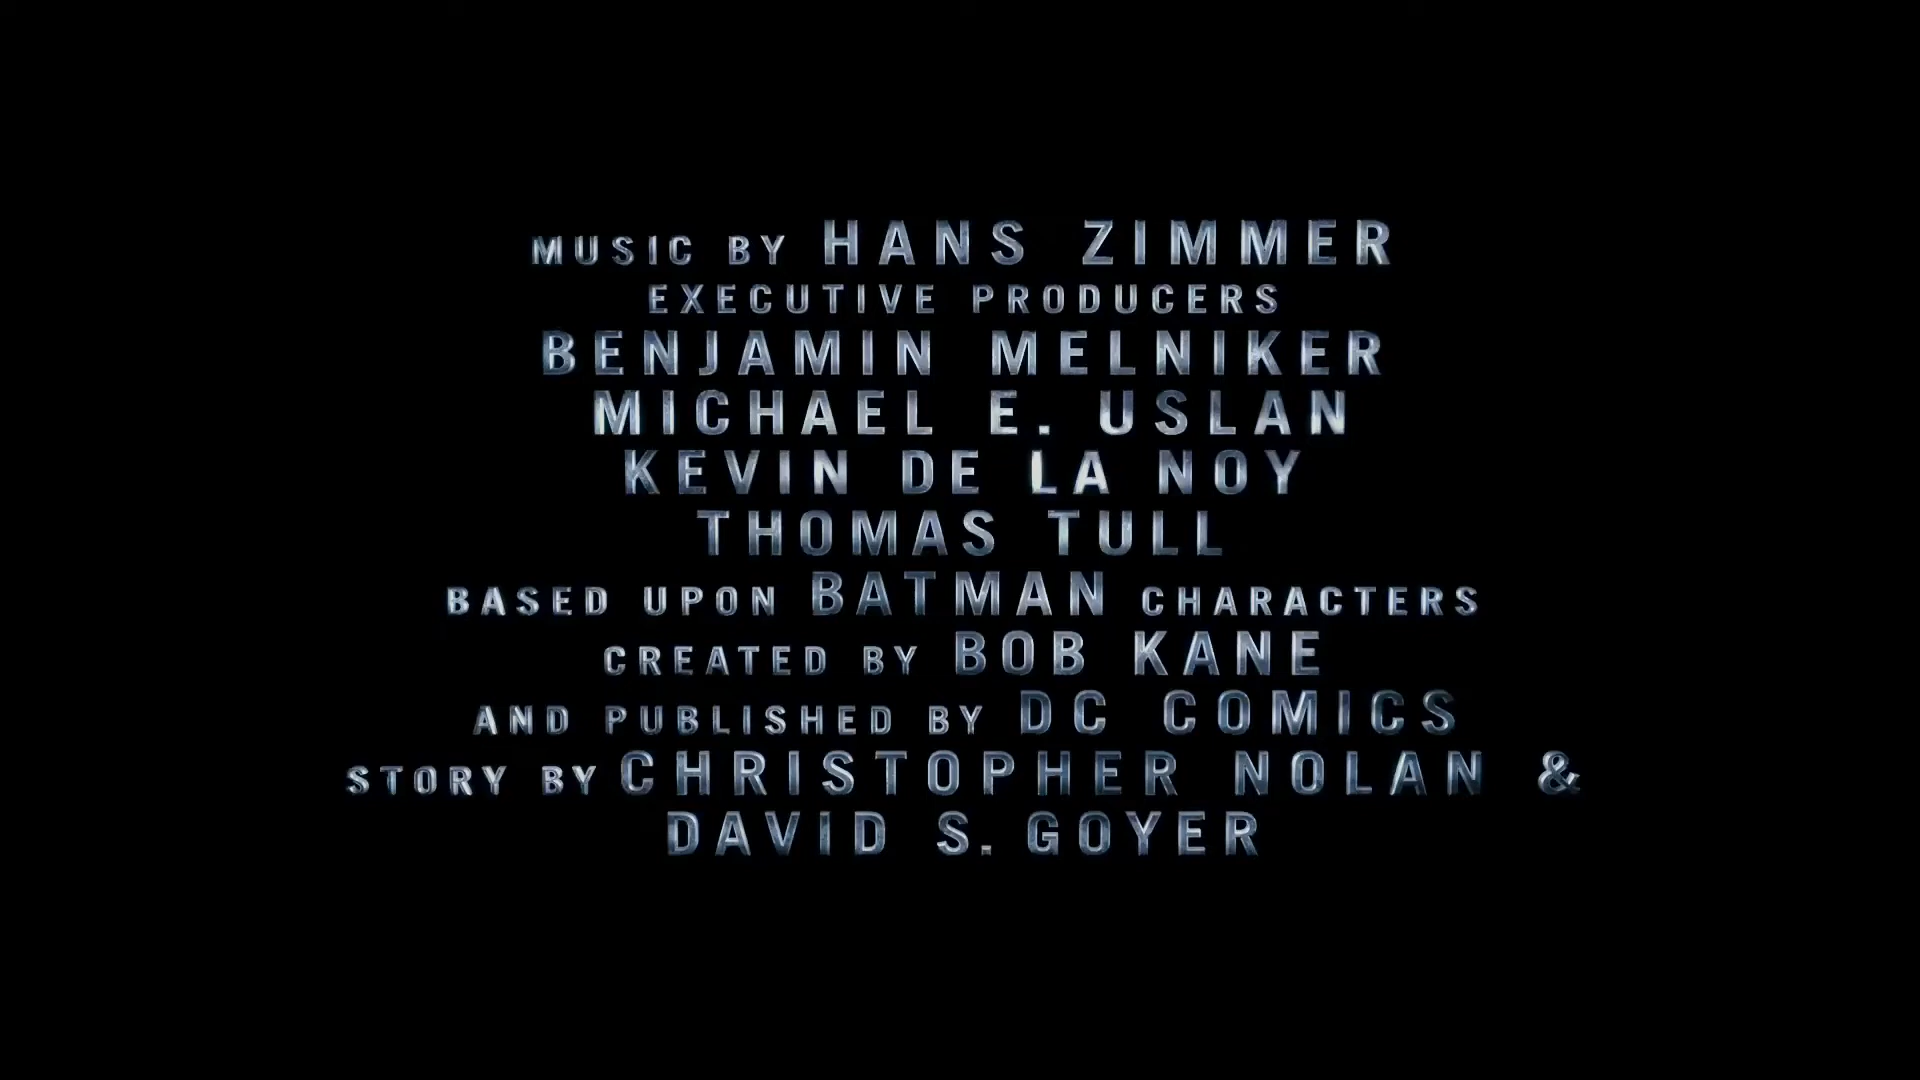 MUSIC BY HANS ZIMMER
EXECUTIVE PRODUCERS
BENJAMIN MELNIKER
MICHAEL E. USLAN
KEVIN DE LA NOY
THOMAS TULL
BASED UPON BATMAN CHARACTERS
CREATED BY BOB KANE
AND PUBLISHED BY DC COMICS
STORY BY CHRISTOPHER NOLAN &
DAVID S. GOYER